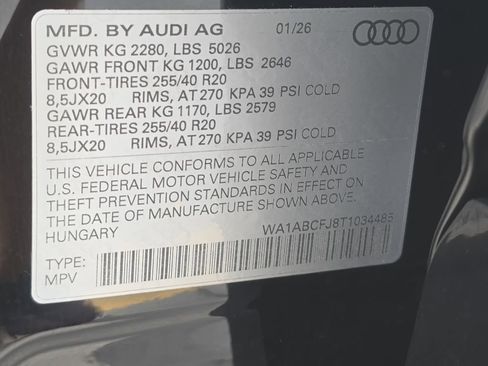 MFD. BY AUDI AG 01/26
GVWR KG 2280, LBS 5026
GAWR FRONT KG 1200, LBS 2646
FRONT-TIRES 255/40 R20
8,5JX20 RIMS, AT 270 KPA 39 PSI COLD
GAWR REAR KG 1170, LBS 2579
REAR-TIRES 255/40 R20
8,5JX20 RIMS, AT 270 KPA 39 PSI COLD
THIS VEHICLE CONFORMS TO ALL APPLICABLE
U.S. FEDERAL MOTOR VEHICLE SAFETY AND
THEFT PREVENTION STANDARDS IN EFFECT ON
THE DATE OF MANUFACTURE SHOWN ABOVE.
HUNGARY WA1ABCFJ8T1034485
TYPE:
MPV